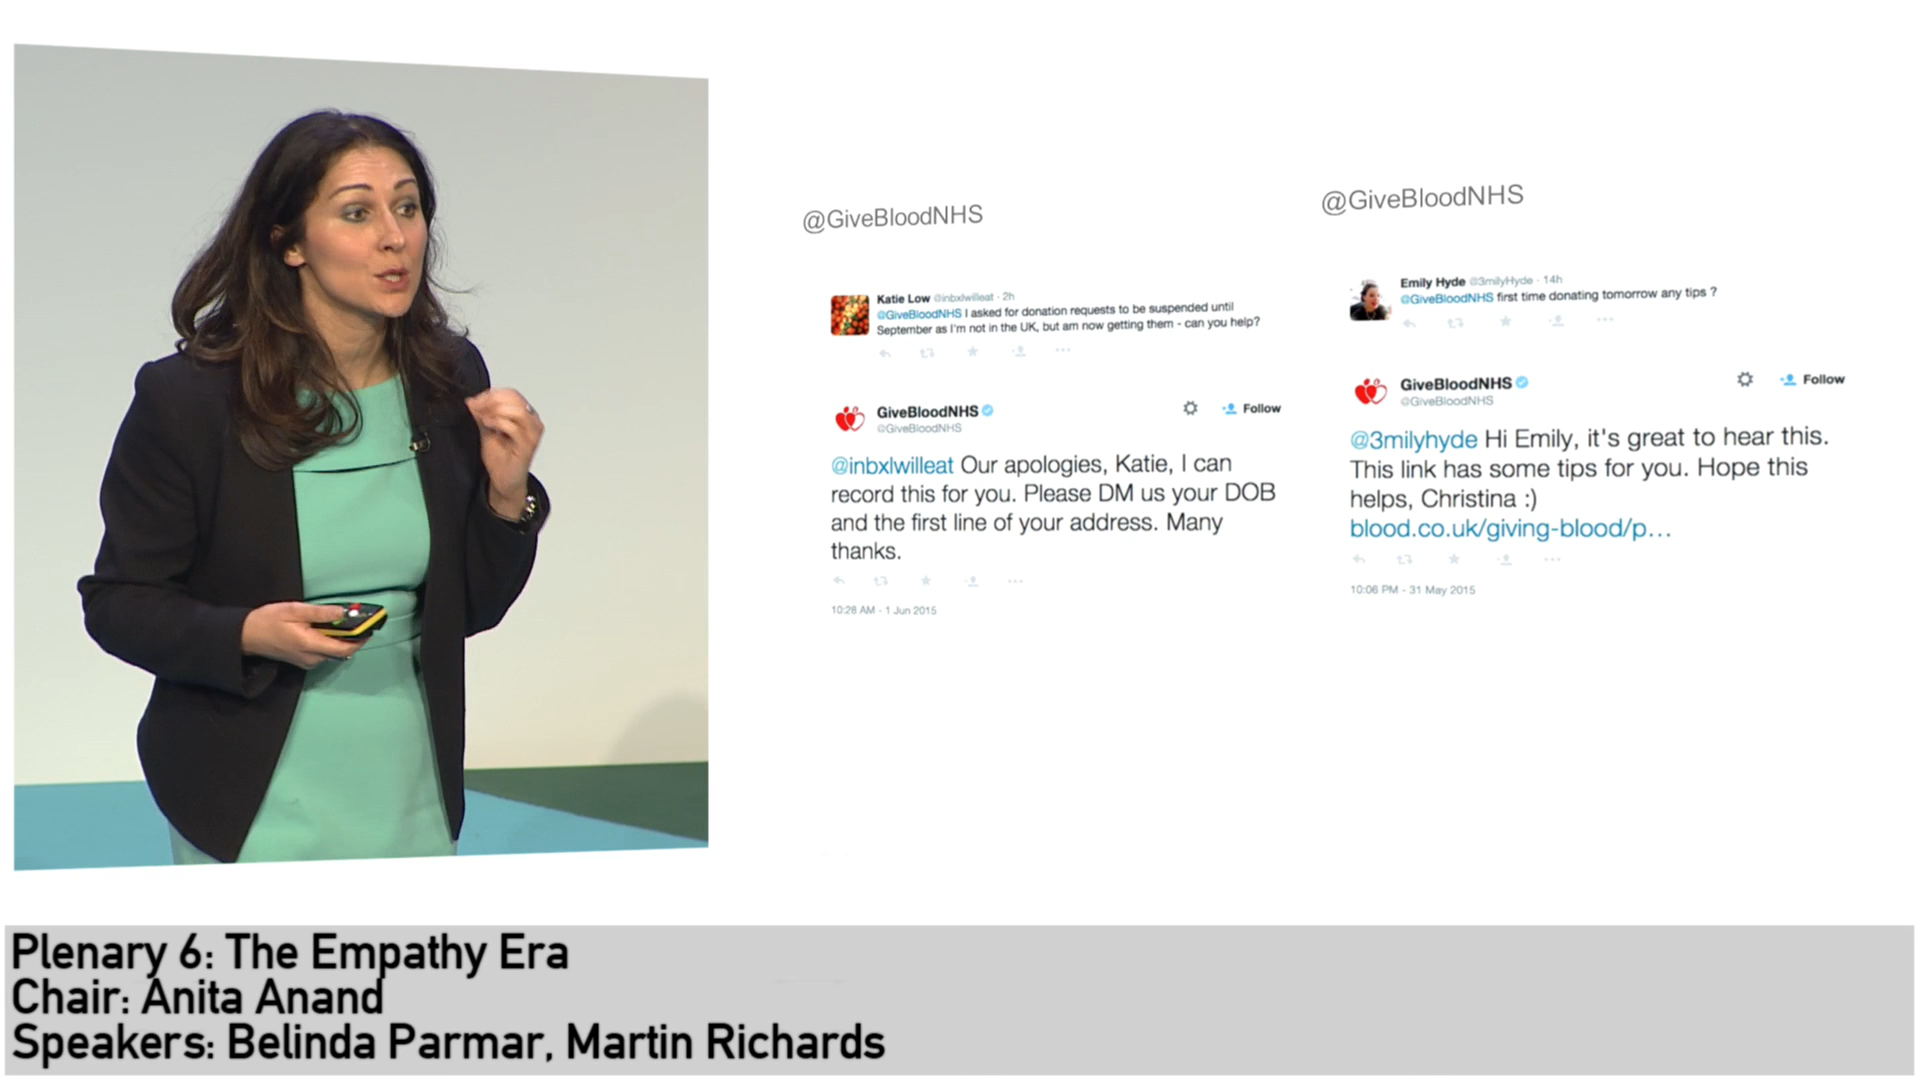 @GiveBloodNHS
Katie Low @inbxlwilleat · 2h
@GiveBloodNHS I asked for donation requests to be suspended until
September as I'm not in the UK, but am now getting them - can you help?
GiveBloodNHS
@GiveBloodNHS
Follow
@inbxlwilleat Our apologies, Katie, I can
record this for you. Please DM us your DOB
and the first line of your address. Many
thanks.
10:28 AM - 1 Jun 2015
@GiveBloodNHS
Emily Hyde @3milyHyde · 14h
@GiveBloodNHS first time donating tomorrow any tips ?
GiveBloodNHS
@GiveBloodNHS
Follow
@3milyhyde Hi Emily, it's great to hear this.
This link has some tips for you. Hope this
helps, Christina :)
blood.co.uk/giving-blood/p...
10:06 PM - 31 May 2015
Plenary 6: The Empathy Era
Chair: Anita Anand
Speakers: Belinda Parmar, Martin Richards